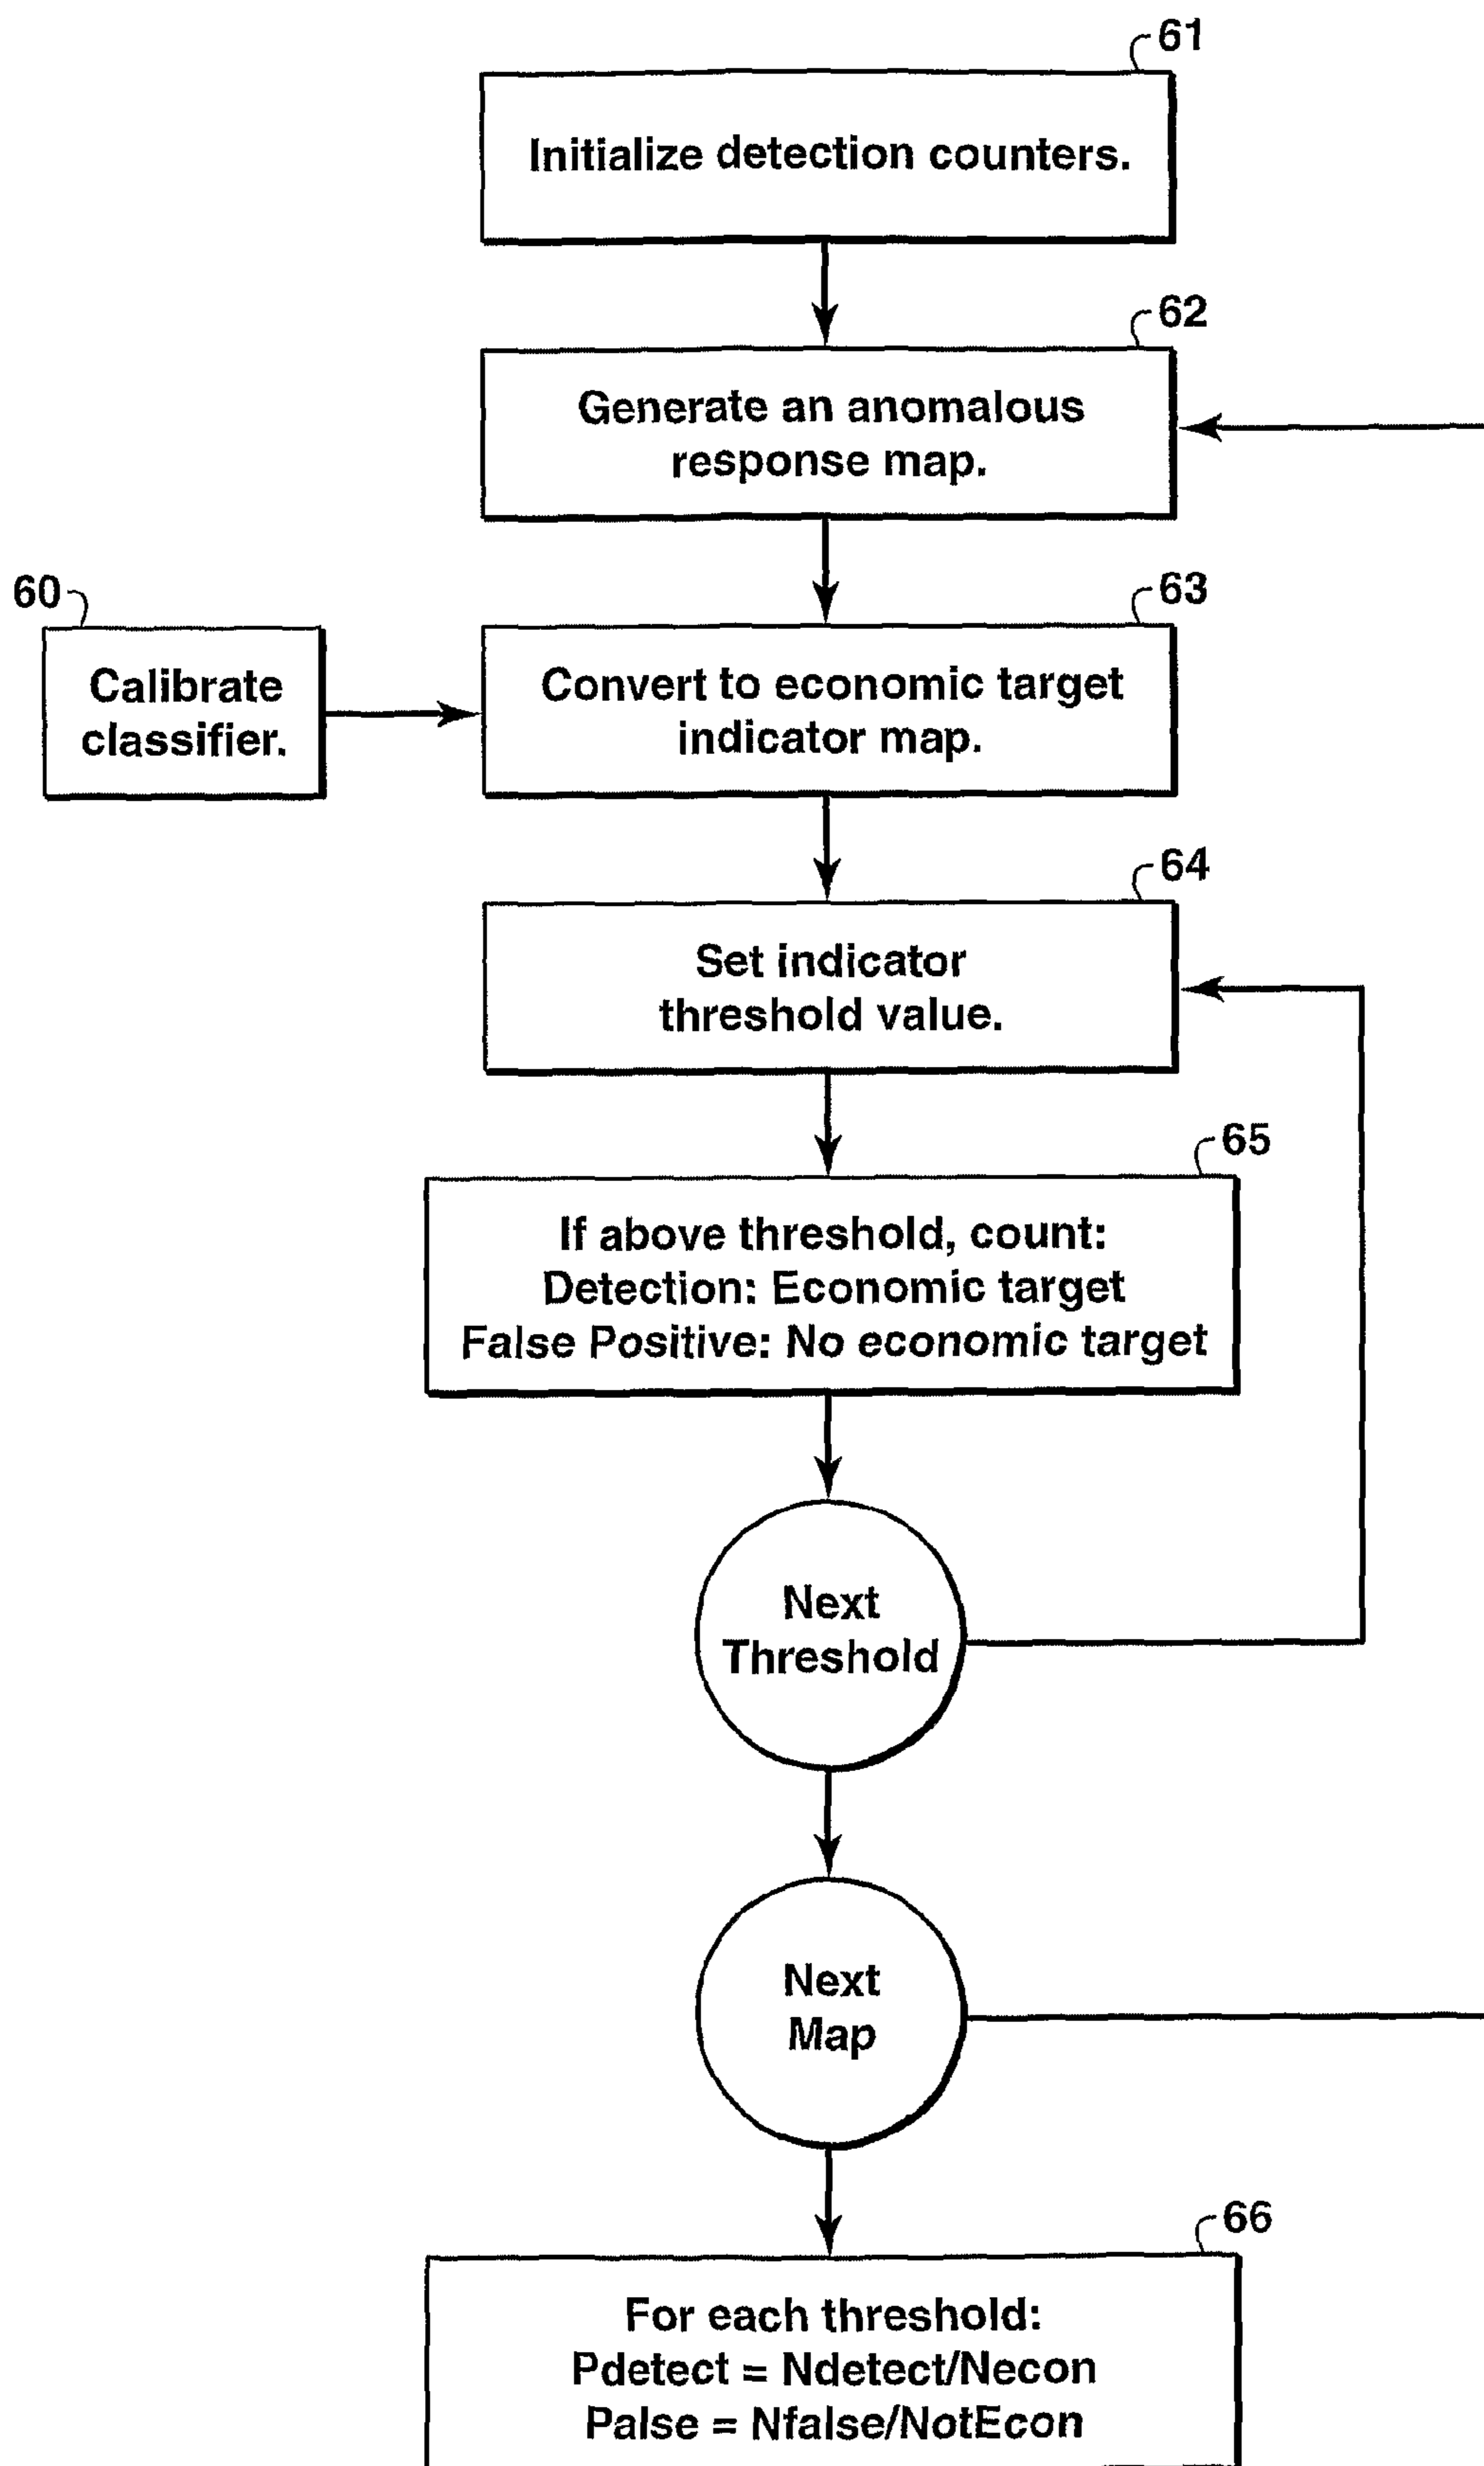 61
Initialize detection counters.
62
Generate an anomalous
response map.
60
63
Calibrate
classifier.
Convert to economic target
indicator map.
64
Set indicator
threshold value.
65
If above threshold, count:
Detection: Economic target
False Positive: No economic target
Next
Threshold
Next
Map
66
For each threshold:
Pdetect = Ndetect/Necon
Palse = Nfalse/NotEcon